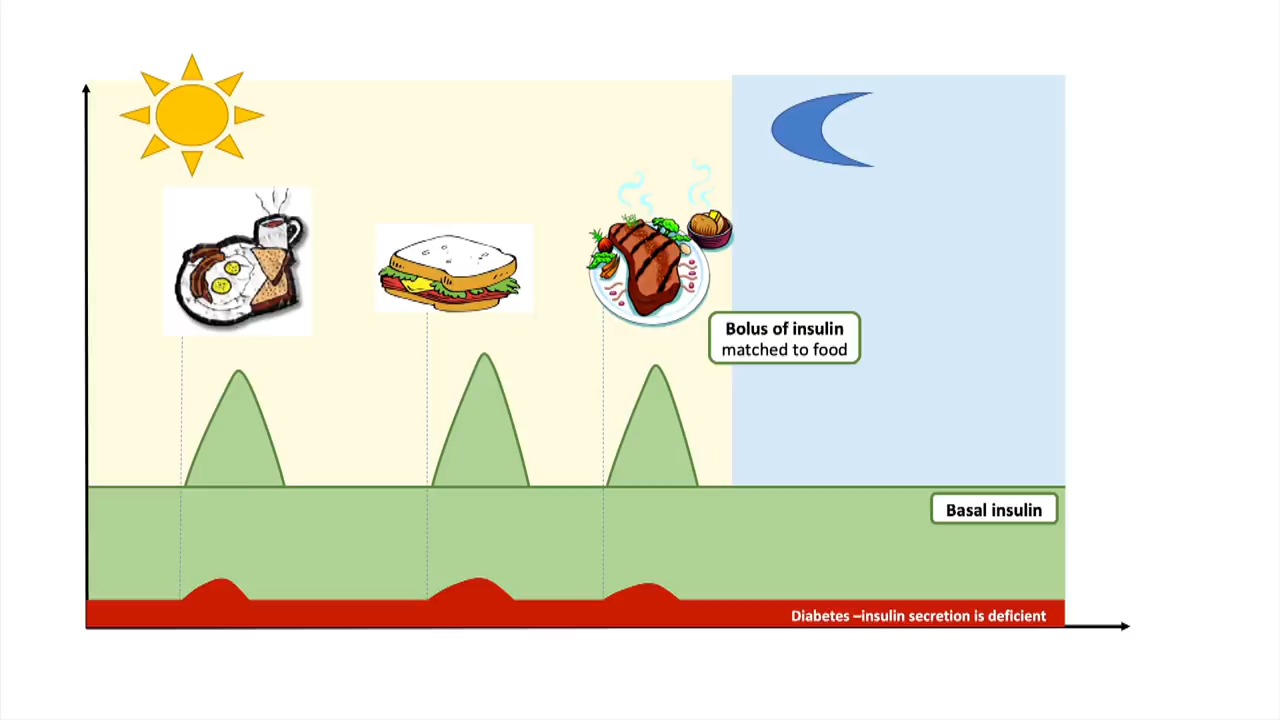 Bolus of insulin
matched to food
Basal insulin
Diabetes –insulin secretion is deficient